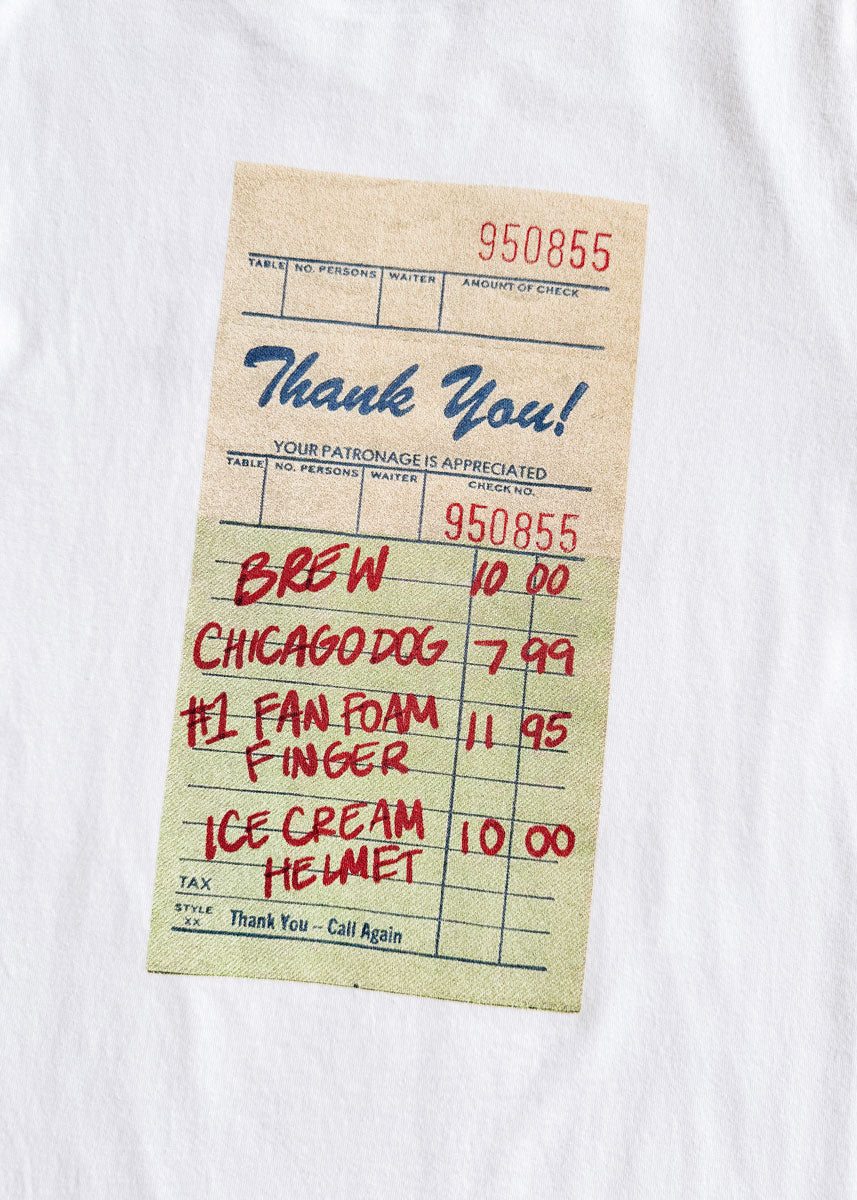 950855
TABLE NO. PERSONS WAITER AMOUNT OF CHECK
Thank You!
YOUR PATRONAGE IS APPRECIATED
TABLE NO. PERSONS WAITER CHECK NO.
950855
BREW 10 00
CHICAGO DOG 7 99
#1 FAN FOAM 11 95
FINGER
ICE CREAM 10 00
HELMET
TAX
STYLE
XX
Thank You -- Call Again